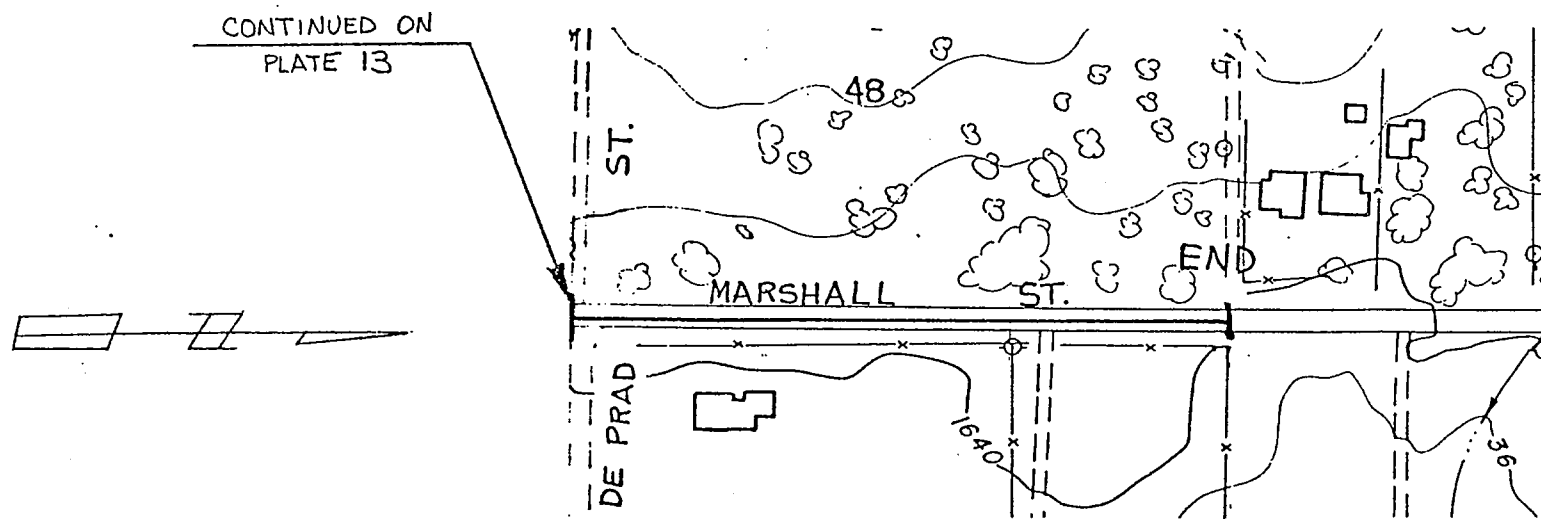 CONTINUED ON
PLATE 13
48
ST.
END
MARSHALL ST.
DE PRAD
1640
36